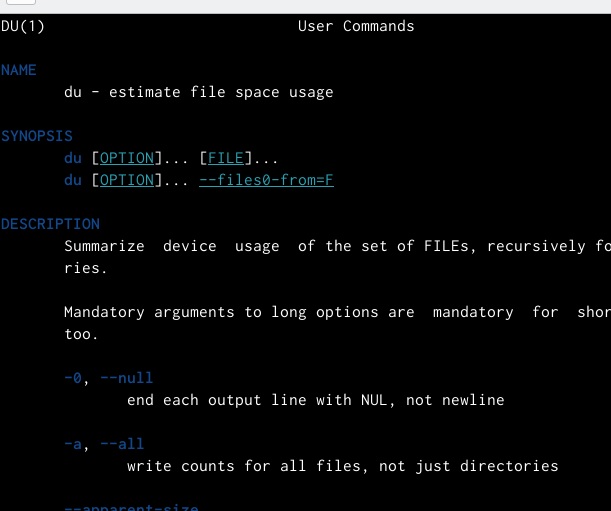 DU(1) User Commands
NAME
du - estimate file space usage
SYNOPSIS
du [OPTION]... [FILE]...
du [OPTION]... --files0-from=F
DESCRIPTION
Summarize device usage of the set of FILEs, recursively fo
ries.
Mandatory arguments to long options are mandatory for shor
too.
-0, --null
end each output line with NUL, not newline
-a, --all
write counts for all files, not just directories
--apparent-size